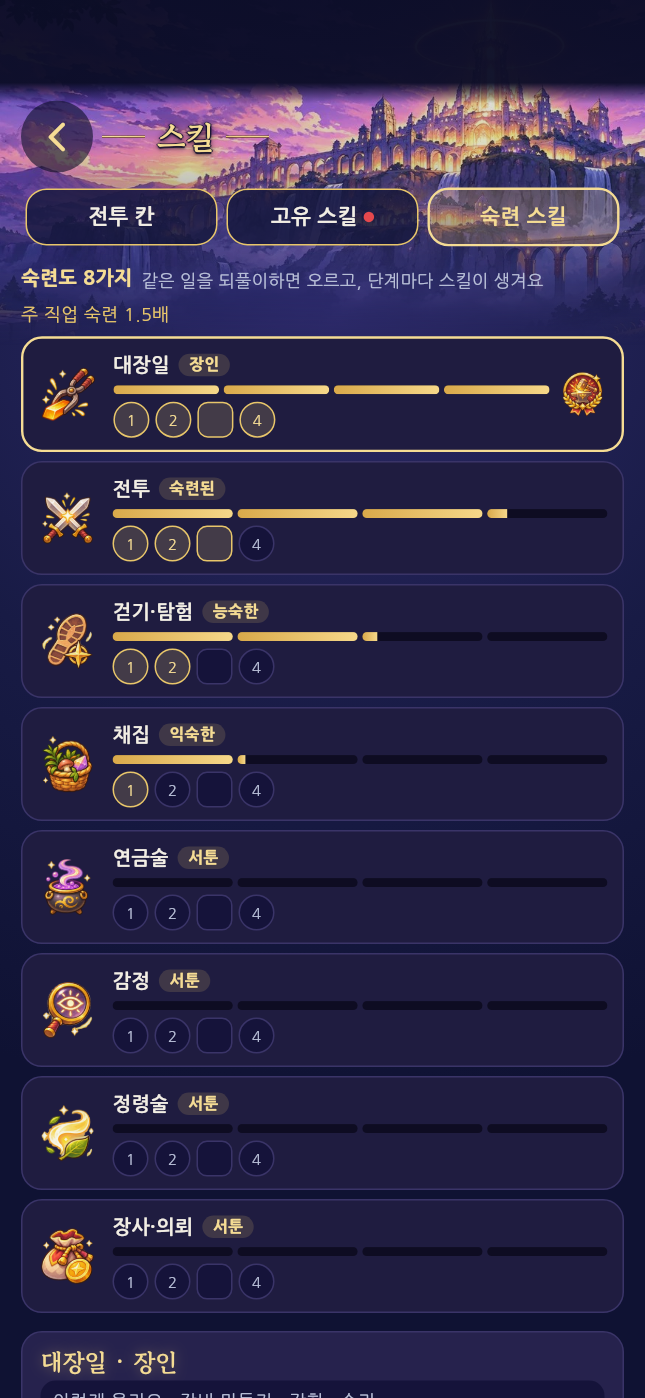 스킬
전투 칸
고유 스킬
숙련 스킬
숙련도 8가지 같은 일을 되풀이하면 오르고, 단계마다 스킬이 생겨요
주 직업 숙련 1.5배
대장일 장인
1 2 4
전투 숙련된
1 2 4
걷기·탐험 능숙한
1 2 4
채집 익숙한
1 2 4
연금술 서툰
1 2 4
감정 서툰
1 2 4
정령술 서툰
1 2 4
장사·의뢰 서툰
1 2 4
대장일 · 장인